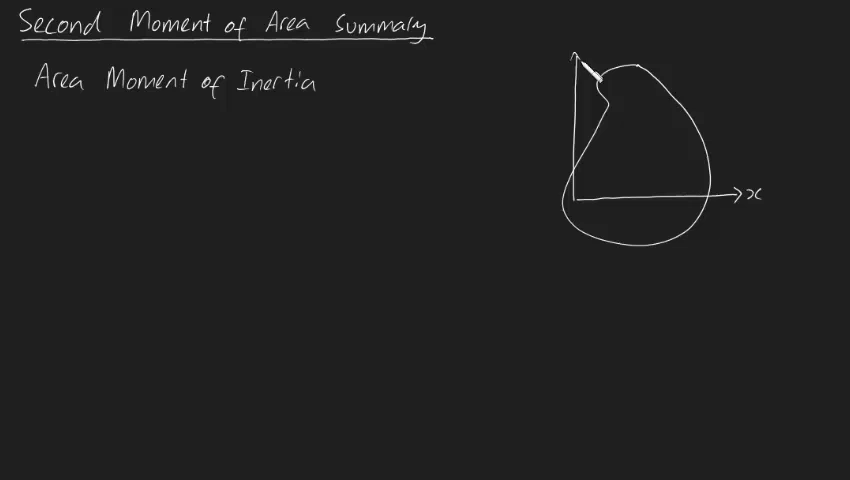 Second Moment of Area summary
Area Moment of Inertia
x